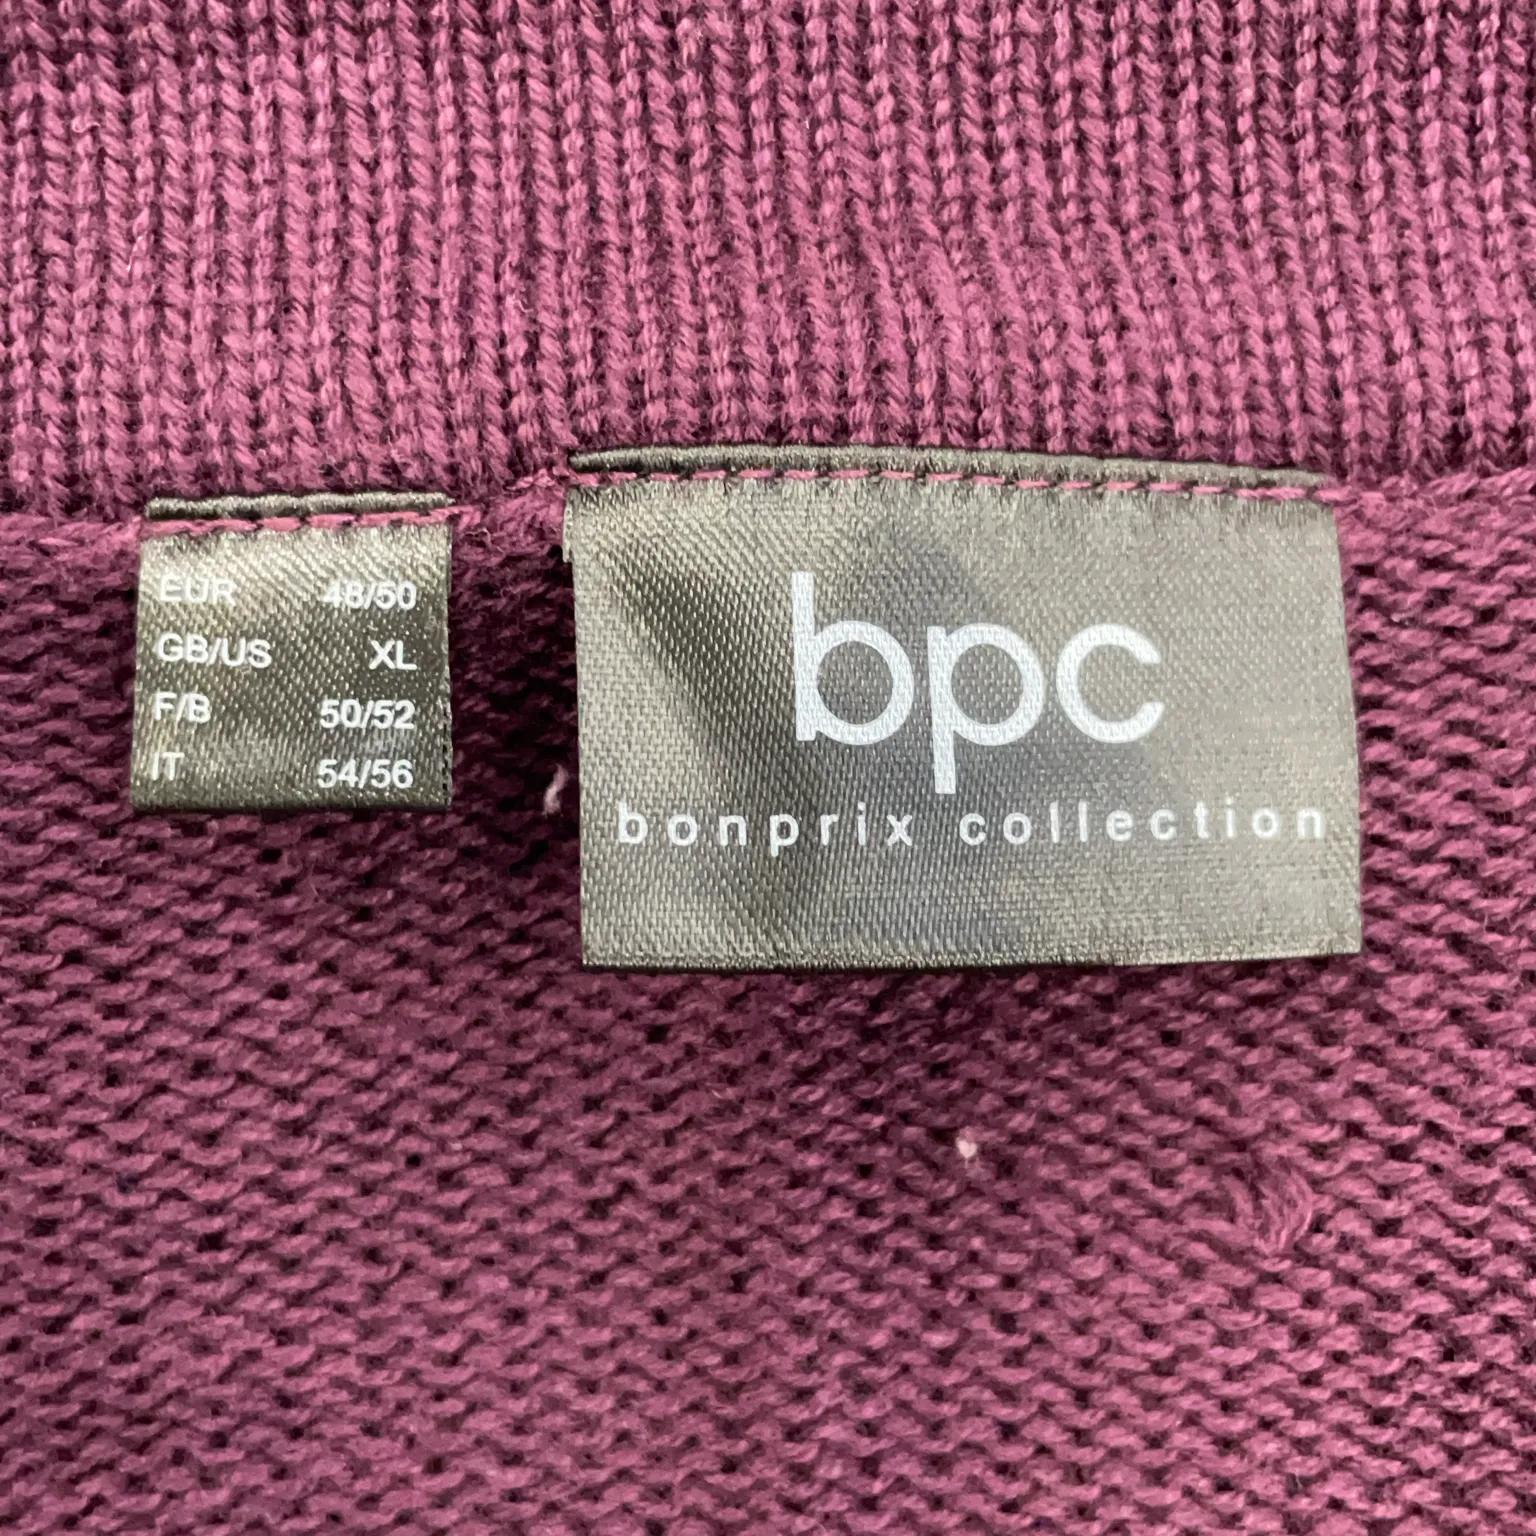 EUR 48/50
GB/US XL
F/B 50/52
IT 54/56
bpc
bonprix collection